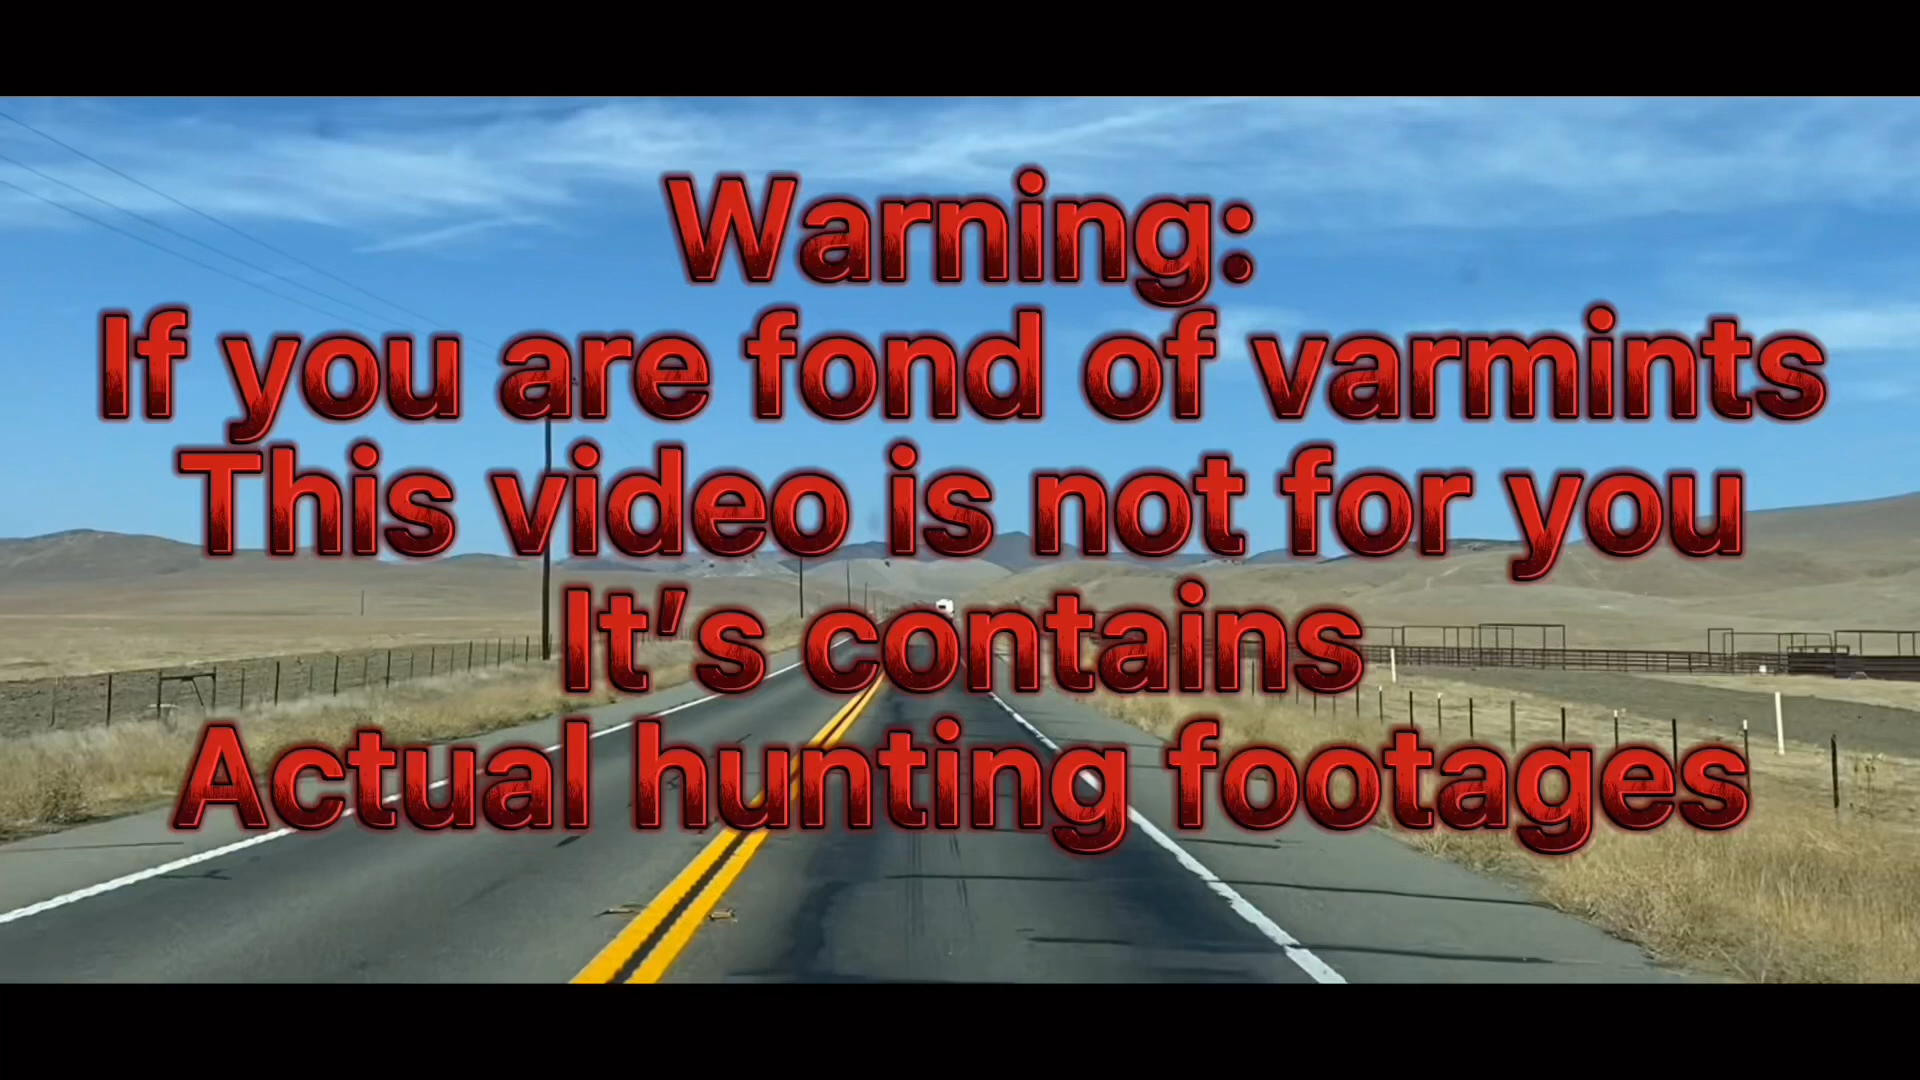 Warning:
If you are fond of varmints
This video is not for you
It's contains
Actual hunting footages